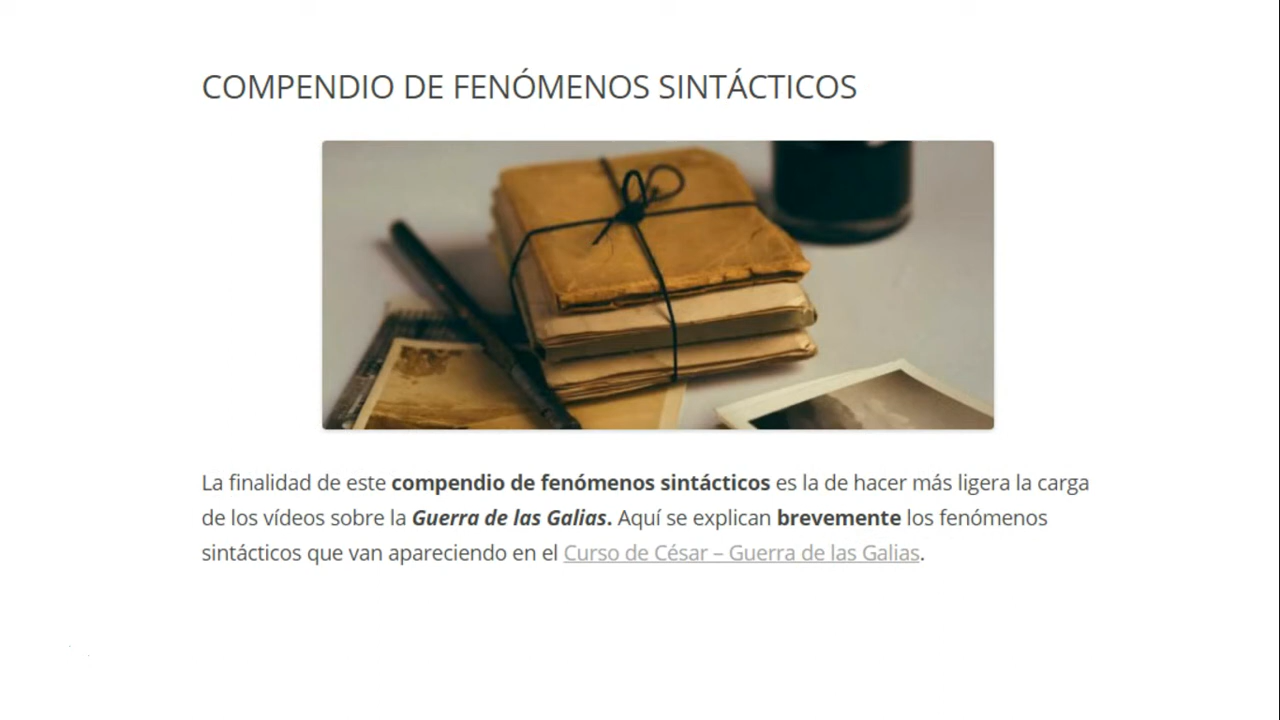 COMPENDIO DE FENÓMENOS SINTÁCTICOS
La finalidad de este compendio de fenómenos sintácticos es la de hacer más ligera la carga
de los vídeos sobre la Guerra de las Galias. Aquí se explican brevemente los fenómenos
sintácticos que van apareciendo en el Curso de César – Guerra de las Galias.